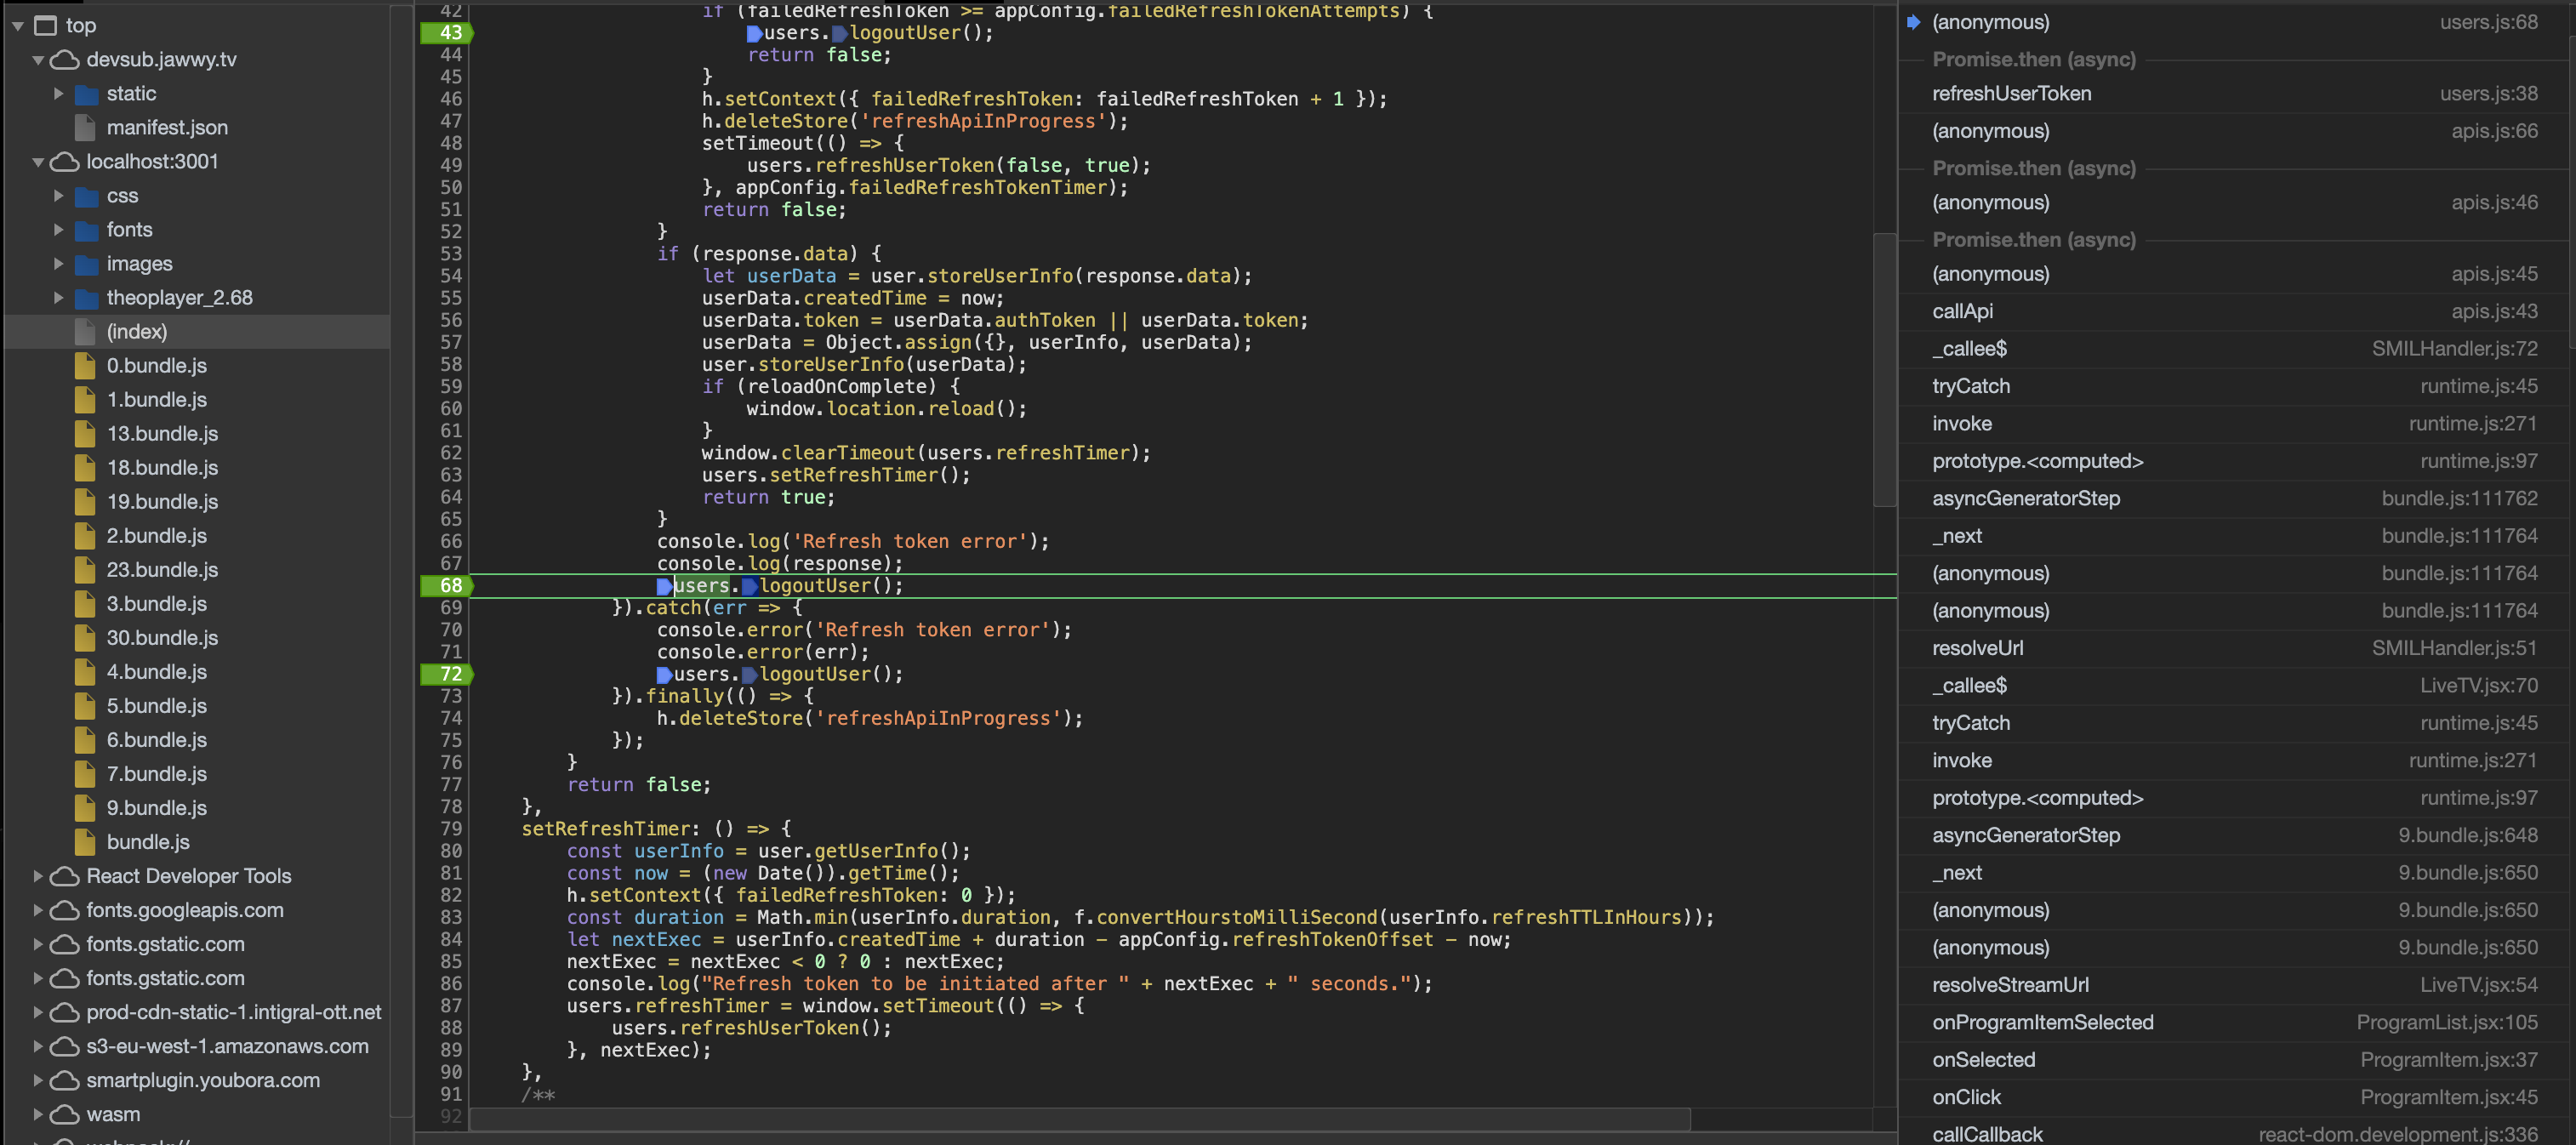 top
devsub.jawwy.tv
static
manifest.json
localhost:3001
css
fonts
images
theoplayer_2.68
(index)
0.bundle.js
1.bundle.js
13.bundle.js
18.bundle.js
19.bundle.js
2.bundle.js
23.bundle.js
3.bundle.js
30.bundle.js
4.bundle.js
5.bundle.js
6.bundle.js
7.bundle.js
9.bundle.js
bundle.js
React Developer Tools
fonts.googleapis.com
fonts.gstatic.com
fonts.gstatic.com
prod-cdn-static-1.intigral-ott.net
s3-eu-west-1.amazonaws.com
smartplugin.youbora.com
wasm
42 if (failedRefreshToken >= appConfig.failedRefreshTokenAttempts) {
43 users.logoutUser();
44 return false;
45 }
46 h.setContext({ failedRefreshToken: failedRefreshToken + 1 });
47 h.deleteStore('refreshApiInProgress');
48 setTimeout(() => {
49 users.refreshUserToken(false, true);
50 }, appConfig.failedRefreshTokenTimer);
51 return false;
52 }
53 if (response.data) {
54 let userData = user.storeUserInfo(response.data);
55 userData.createdTime = now;
56 userData.token = userData.authToken || userData.token;
57 userData = Object.assign({}, userInfo, userData);
58 user.storeUserInfo(userData);
59 if (reloadOnComplete) {
60 window.location.reload();
61 }
62 window.clearTimeout(users.refreshTimer);
63 users.setRefreshTimer();
64 return true;
65 }
66 console.log('Refresh token error');
67 console.log(response);
68 users.logoutUser();
69 }).catch(err => {
70 console.error('Refresh token error');
71 console.error(err);
72 users.logoutUser();
73 }).finally(() => {
74 h.deleteStore('refreshApiInProgress');
75 });
76 }
77 return false;
78 },
79 setRefreshTimer: () => {
80 const userInfo = user.getUserInfo();
81 const now = (new Date()).getTime();
82 h.setContext({ failedRefreshToken: 0 });
83 const duration = Math.min(userInfo.duration, f.convertHourstoMilliSecond(userInfo.refreshTTLInHours));
84 let nextExec = userInfo.createdTime + duration - appConfig.refreshTokenOffset - now;
85 nextExec = nextExec < 0 ? 0 : nextExec;
86 console.log("Refresh token to be initiated after " + nextExec + " seconds.");
87 users.refreshTimer = window.setTimeout(() => {
88 users.refreshUserToken();
89 }, nextExec);
90 },
91 /**
92
(anonymous) users.js:68
Promise.then (async)
refreshUserToken users.js:38
(anonymous) apis.js:66
Promise.then (async)
(anonymous) apis.js:46
Promise.then (async)
(anonymous) apis.js:45
callApi apis.js:43
_callee$ SMILHandler.js:72
tryCatch runtime.js:45
invoke runtime.js:271
prototype.<computed> runtime.js:97
asyncGeneratorStep bundle.js:111762
_next bundle.js:111764
(anonymous) bundle.js:111764
(anonymous) bundle.js:111764
resolveUrl SMILHandler.js:51
_callee$ LiveTV.jsx:70
tryCatch runtime.js:45
invoke runtime.js:271
prototype.<computed> runtime.js:97
asyncGeneratorStep 9.bundle.js:648
_next 9.bundle.js:650
(anonymous) 9.bundle.js:650
(anonymous) 9.bundle.js:650
resolveStreamUrl LiveTV.jsx:54
onProgramItemSelected ProgramList.jsx:105
onSelected ProgramItem.jsx:37
onClick ProgramItem.jsx:45
callCallback react-dom.development.js:336